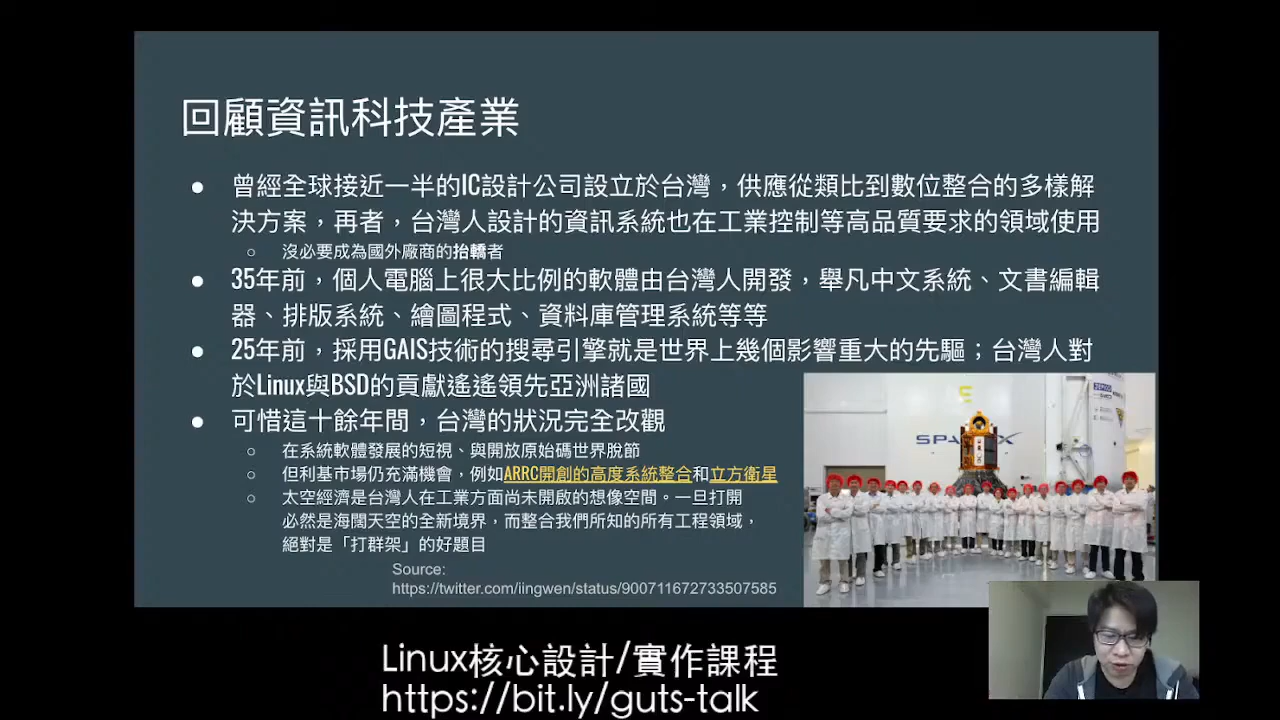 回顧資訊科技產業
● 曾經全球接近一半的IC設計公司設立於台灣，供應從類比到數位整合的多樣解
決方案，再者，台灣人設計的資訊系統也在工業控制等高品質要求的領域使用
○ 沒必要成為國外廠商的抬轎者
● 35年前，個人電腦上很大比例的軟體由台灣人開發，舉凡中文系統、文書編輯
器、排版系統、繪圖程式、資料庫管理系統等等
● 25年前，採用GAIS技術的搜尋引擎就是世界上幾個影響重大的先驅；台灣人對
於Linux與BSD的貢獻遙遙領先亞洲諸國
● 可惜這十餘年間，台灣的狀況完全改觀
○ 在系統軟體發展的短視、與開放原始碼世界脫節
○ 但利基市場仍充滿機會，例如ARRC開創的高度系統整合和立方衛星
○ 太空經濟是台灣人在工業方面尚未開啟的想像空間。一旦打開
必然是海闊天空的全新境界，而整合我們所知的所有工程領域，
絕對是「打群架」的好題目
Source:
https://twitter.com/iingwen/status/900711672733507585
SPACEX
Linux核心設計/實作課程
https://bit.ly/guts-talk